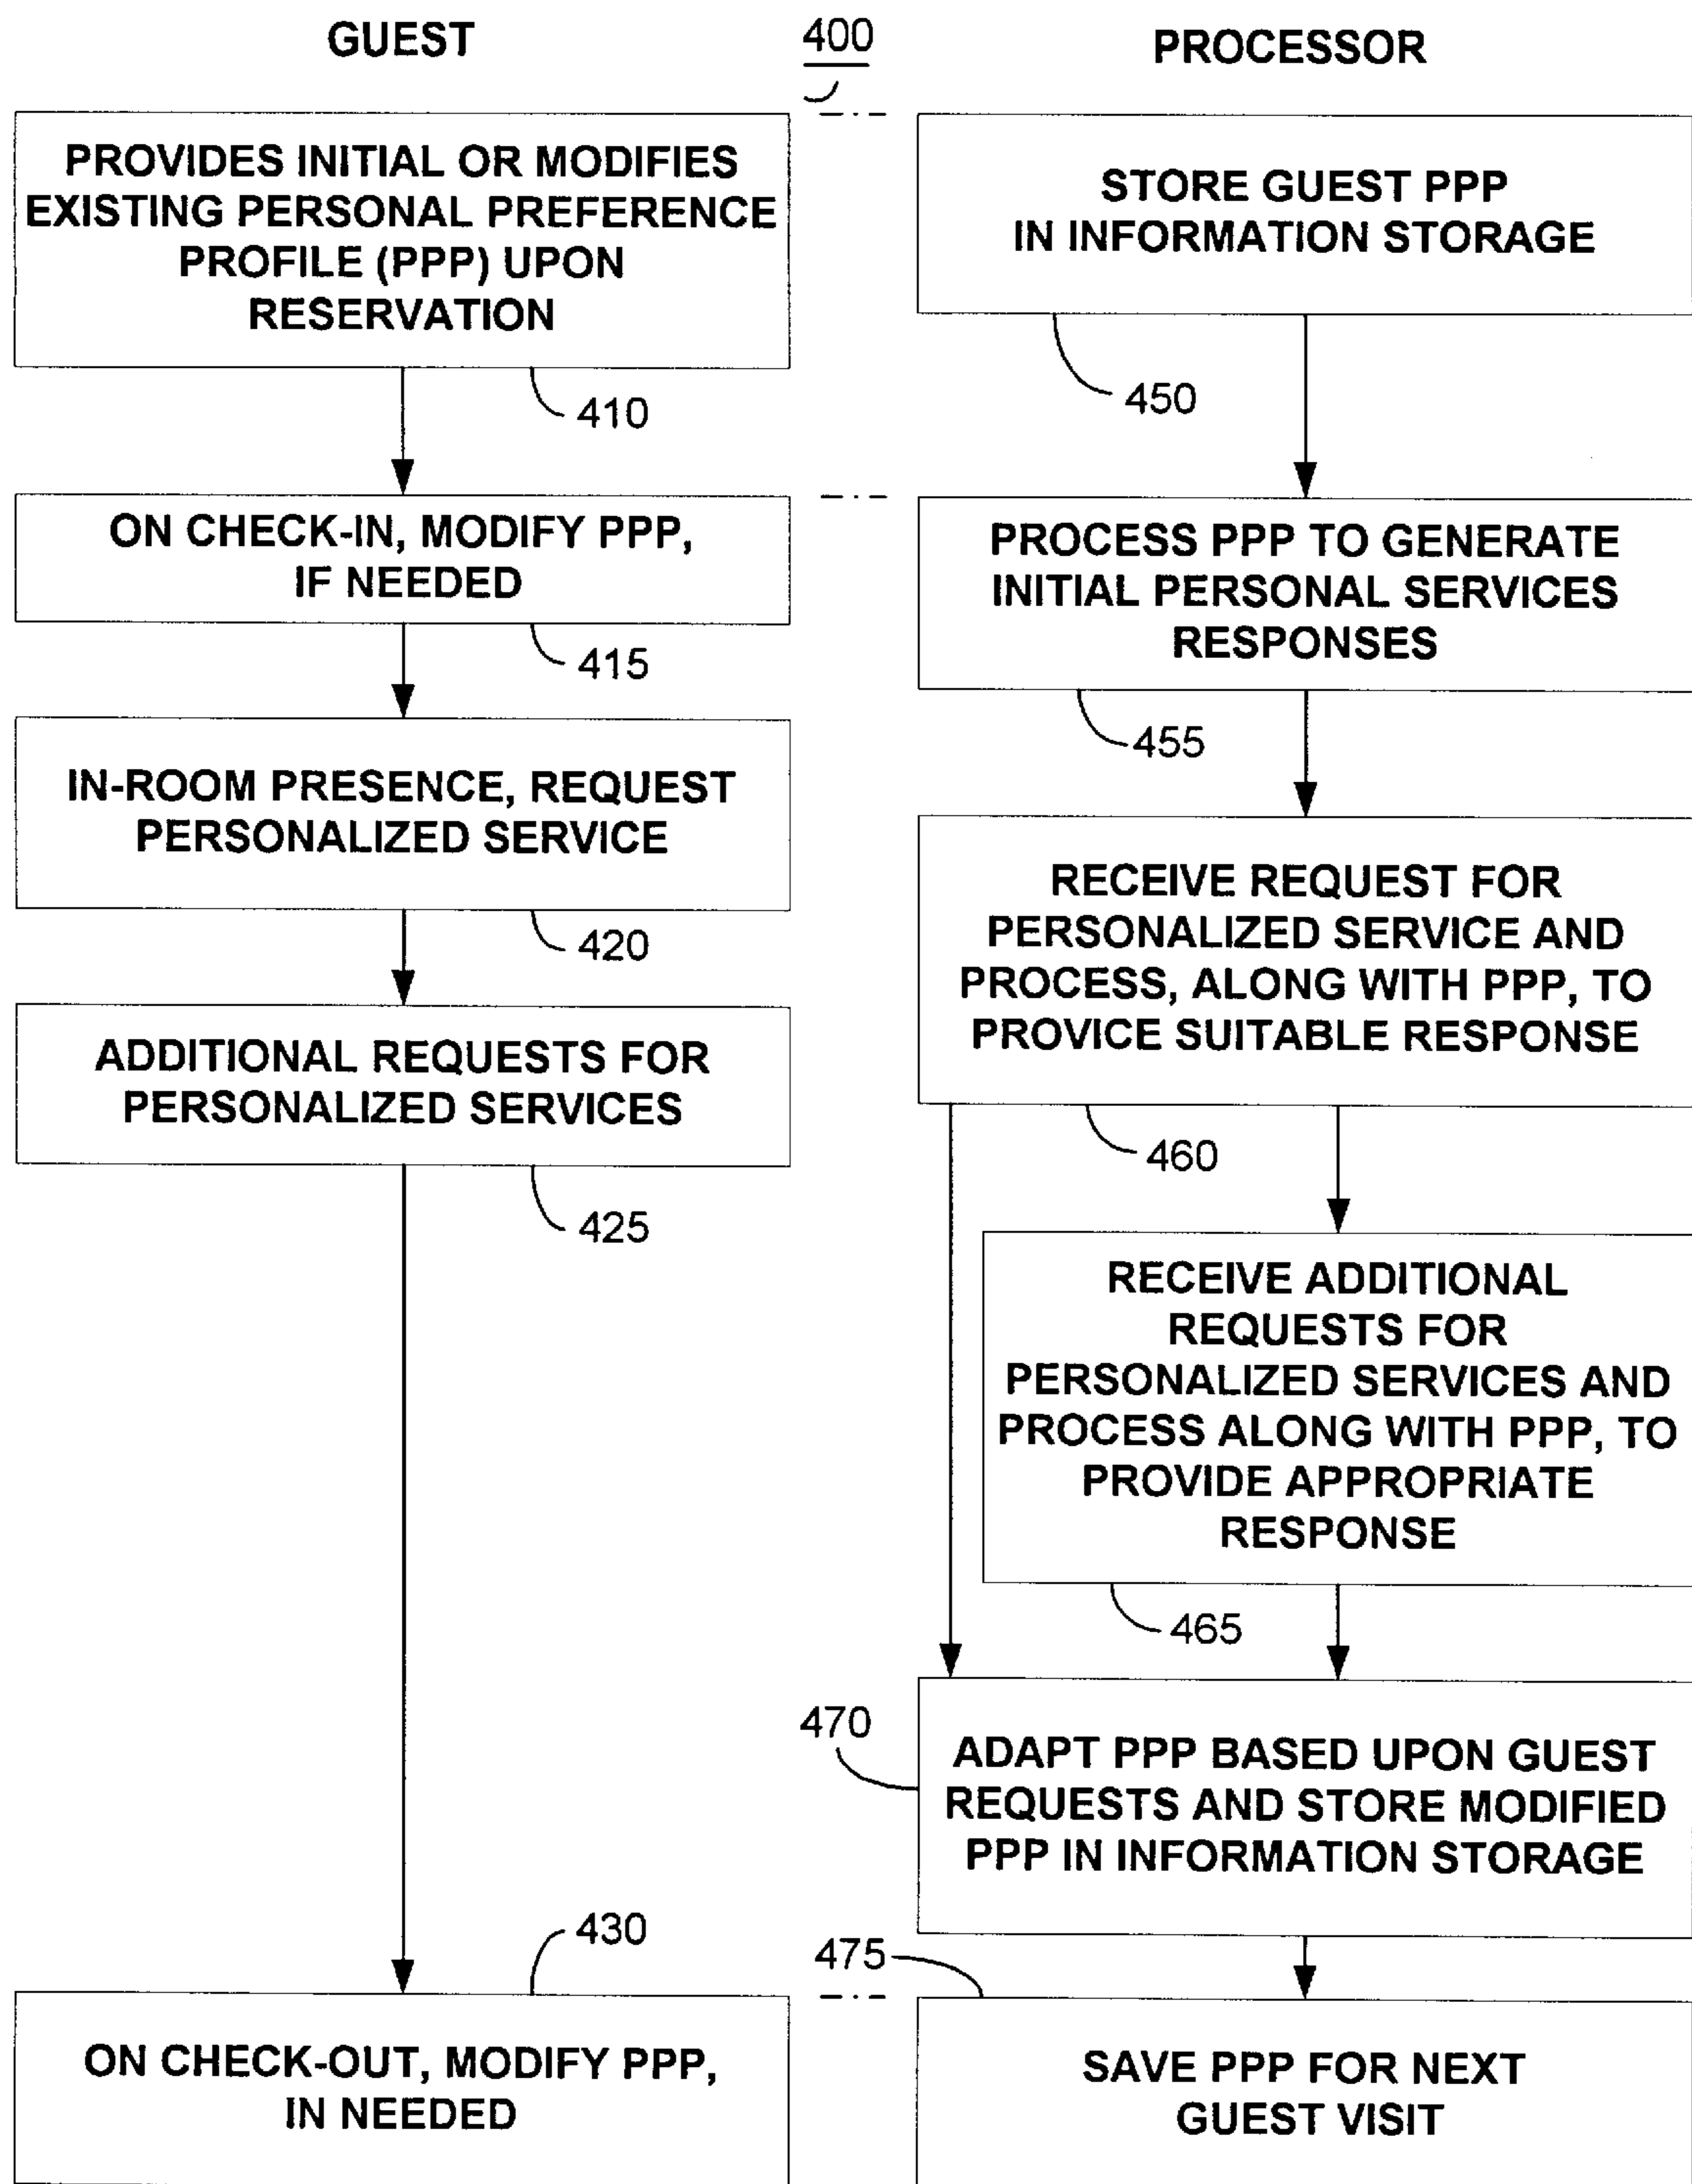 GUEST
400
PROCESSOR
PROVIDES INITIAL OR MODIFIES
EXISTING PERSONAL PREFERENCE
PROFILE (PPP) UPON
RESERVATION
410
ON CHECK-IN, MODIFY PPP,
IF NEEDED
415
IN-ROOM PRESENCE, REQUEST
PERSONALIZED SERVICE
420
ADDITIONAL REQUESTS FOR
PERSONALIZED SERVICES
425
430
ON CHECK-OUT, MODIFY PPP,
IN NEEDED
STORE GUEST PPP
IN INFORMATION STORAGE
450
PROCESS PPP TO GENERATE
INITIAL PERSONAL SERVICES
RESPONSES
455
RECEIVE REQUEST FOR
PERSONALIZED SERVICE AND
PROCESS, ALONG WITH PPP, TO
PROVICE SUITABLE RESPONSE
460
RECEIVE ADDITIONAL
REQUESTS FOR
PERSONALIZED SERVICES AND
PROCESS ALONG WITH PPP, TO
PROVIDE APPROPRIATE
RESPONSE
465
470
ADAPT PPP BASED UPON GUEST
REQUESTS AND STORE MODIFIED
PPP IN INFORMATION STORAGE
475
SAVE PPP FOR NEXT
GUEST VISIT